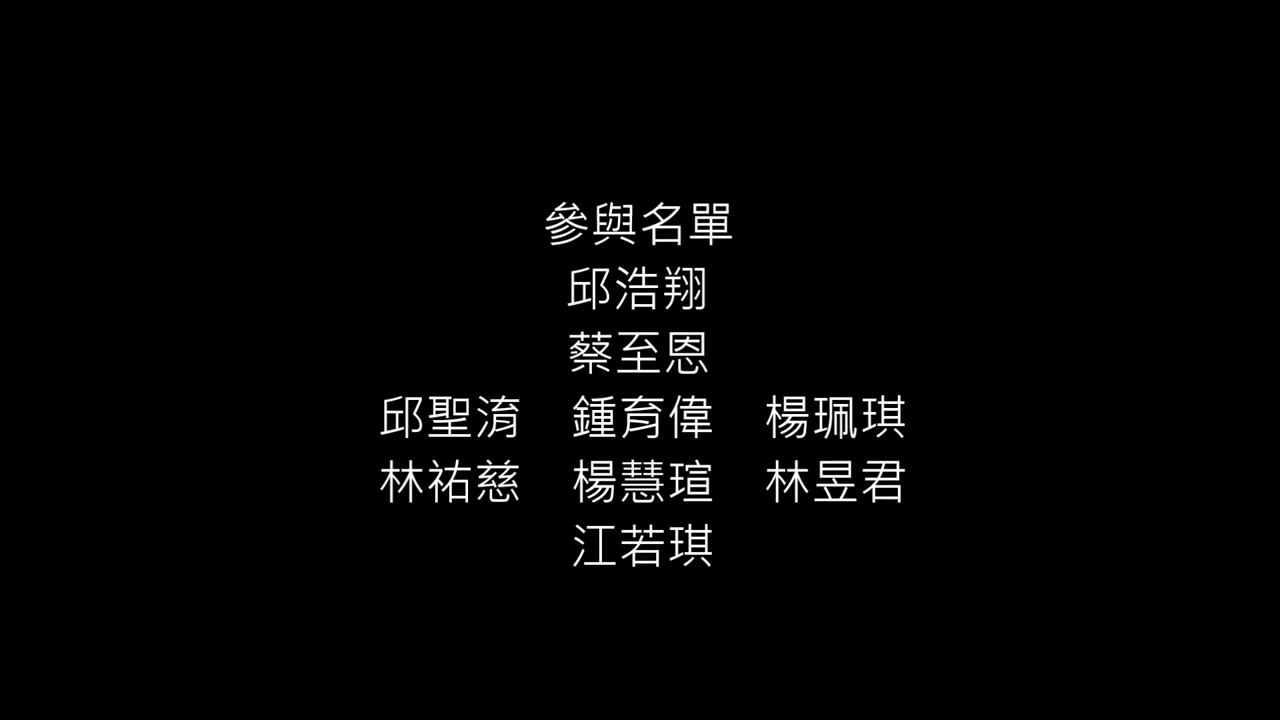 參與名單
邱浩翔
蔡至恩
邱聖淯 鍾育偉 楊珮琪
林祐慈 楊慧瑄 林昱君
江若琪